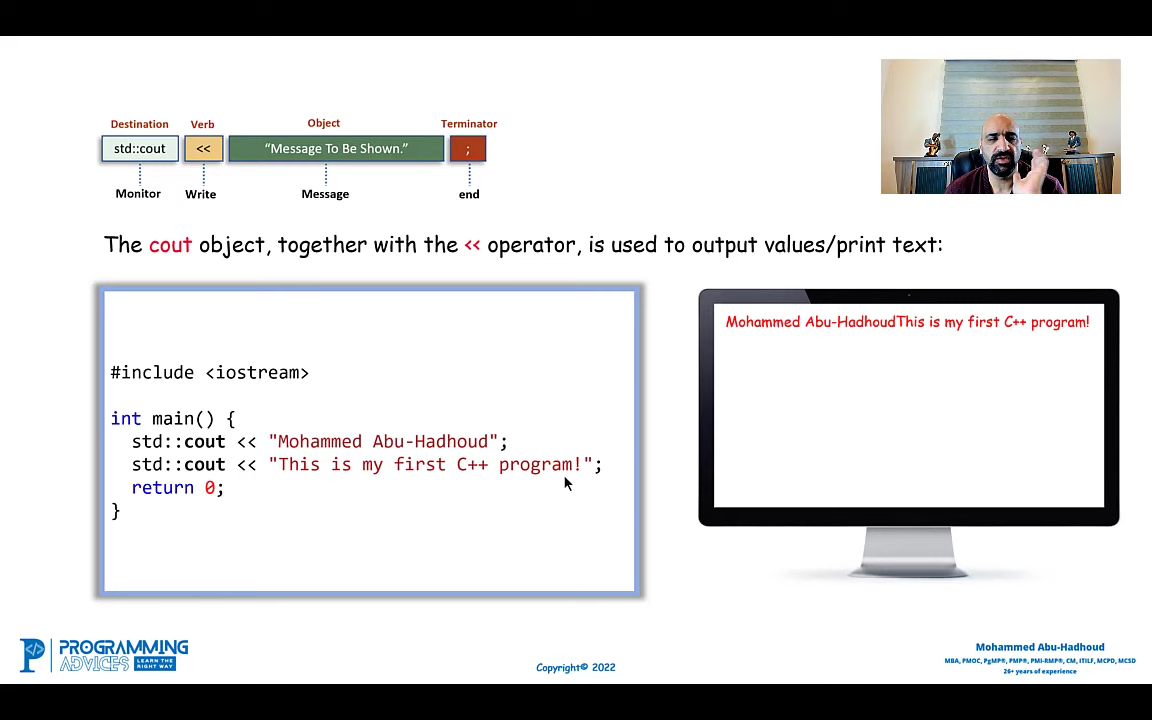 Destination Verb Object Terminator
std::cout << “Message To Be Shown.” ;
Monitor Write Message end
The cout object, together with the << operator, is used to output values/print text:
#include <iostream>
int main() {
std::cout << "Mohammed Abu-Hadhoud";
std::cout << "This is my first C++ program!";
return 0;
}
Mohammed Abu-HadhoudThis is my first C++ program!
PROGRAMMING
ADVICES LEARN THE RIGHT WAY
Copyright© 2022
Mohammed Abu-Hadhoud
MBA, PMOC, PgMP®, PMP®, PMI-RMP®, CM, ITILF, MCPD, MCSD
26+ years of experience